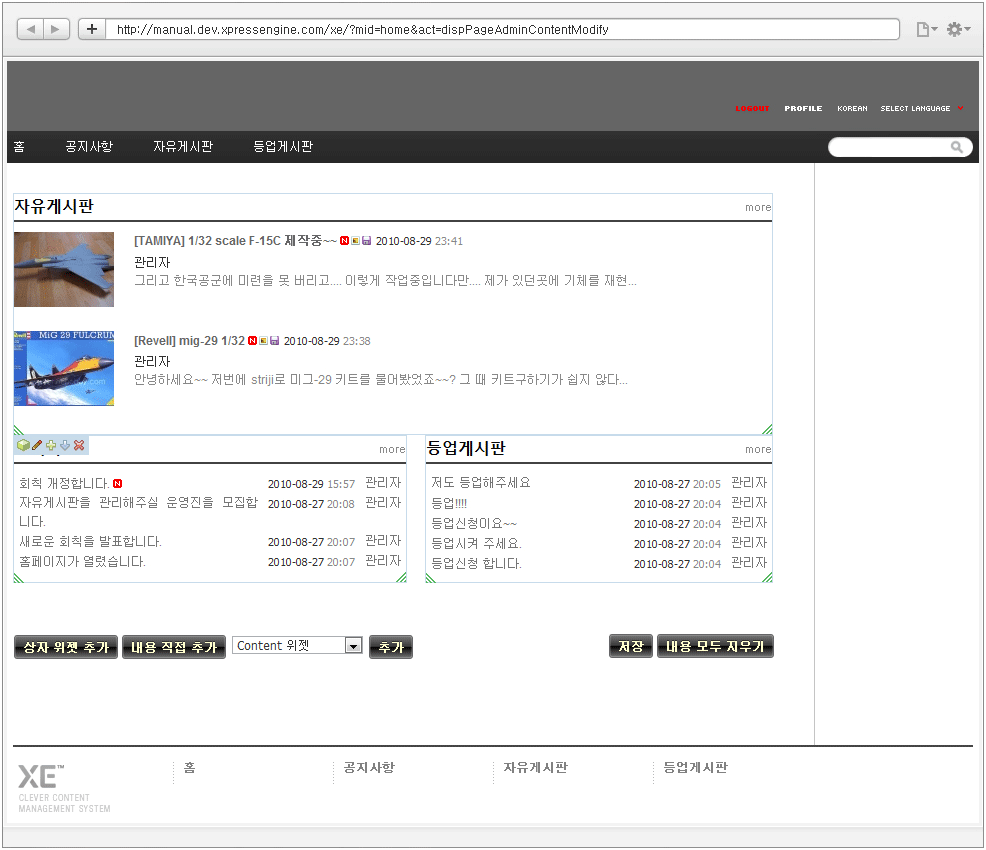 http://manual.dev.xpressengine.com/xe/?mid=home&act=dispPageAdminContentModify
LOGOUT PROFILE KOREAN SELECT LANGUAGE
홈 공지사항 자유게시판 등업게시판
자유게시판 more
[TAMIYA] 1/32 scale F-15C 제작중~~ N 2010-08-29 23:41
관리자
그리고 한국공군에 미련을 못 버리고.... 이렇게 작업중입니다만.... 제가 있던곳에 기체를 재현...
MiG 29 FULCRUM
[Revell] mig-29 1/32 N 2010-08-29 23:38
관리자
안녕하세요~~ 저번에 striji로 미그-29 키트를 물어봤었죠~~? 그 때 키트구하기가 쉽지 않다...
more
회칙 개정합니다. N 2010-08-29 15:57 관리자
자유게시판을 관리해주실 운영진을 모집합 2010-08-27 20:08 관리자
니다.
새로운 회칙을 발표합니다. 2010-08-27 20:07 관리자
홈페이지가 열렸습니다. 2010-08-27 20:07 관리자
등업게시판 more
저도 등업해주세요 2010-08-27 20:05 관리자
등업!!!! 2010-08-27 20:04 관리자
등업신청이요~~ 2010-08-27 20:04 관리자
등업시켜 주세요. 2010-08-27 20:04 관리자
등업신청 합니다. 2010-08-27 20:04 관리자
상자 위젯 추가 내용 직접 추가 Content 위젯 추가 저장 내용 모두 지우기
XE™
CLEVER CONTENT
MANAGEMENT SYSTEM
홈 공지사항 자유게시판 등업게시판